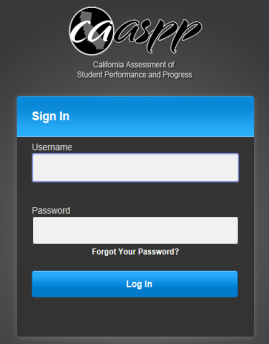 caaspp
California Assessment of
Student Performance and Progress
Sign In
Username
Password
Forgot Your Password?
Log In